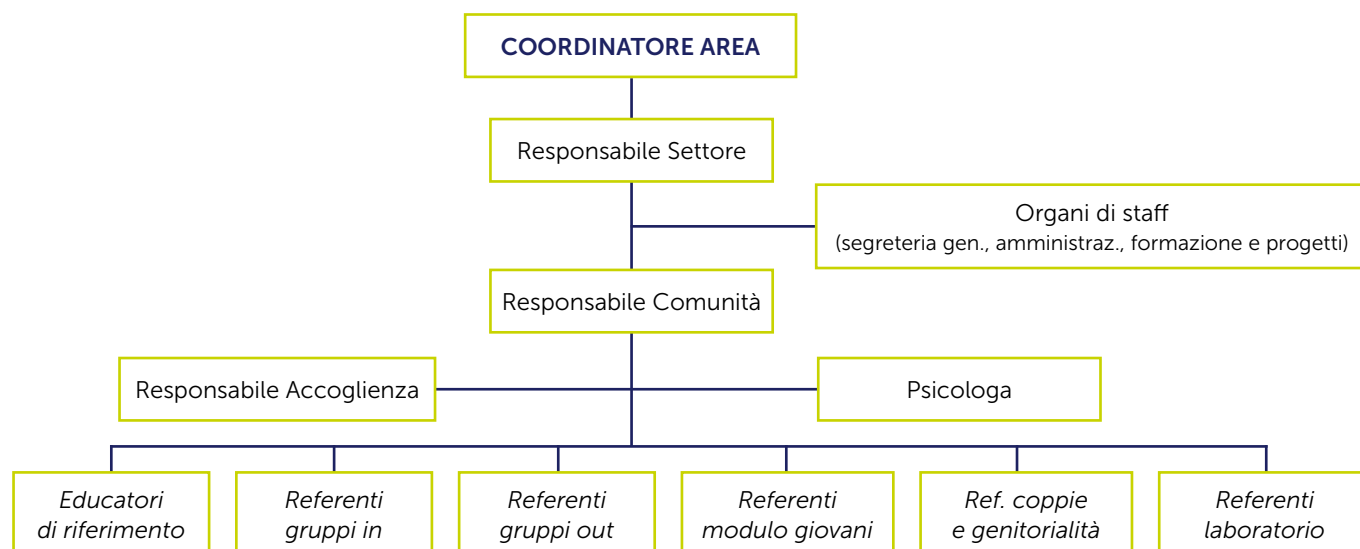 COORDINATORE AREA
Responsabile Settore
Organi di staff
(segreteria gen., amministraz., formazione e progetti)
Responsabile Comunità
Responsabile Accoglienza
Psicologa
Educatori
di riferimento
Referenti
gruppi in
Referenti
gruppi out
Referenti
modulo giovani
Ref. coppie
e genitorialità
Referenti
laboratorio